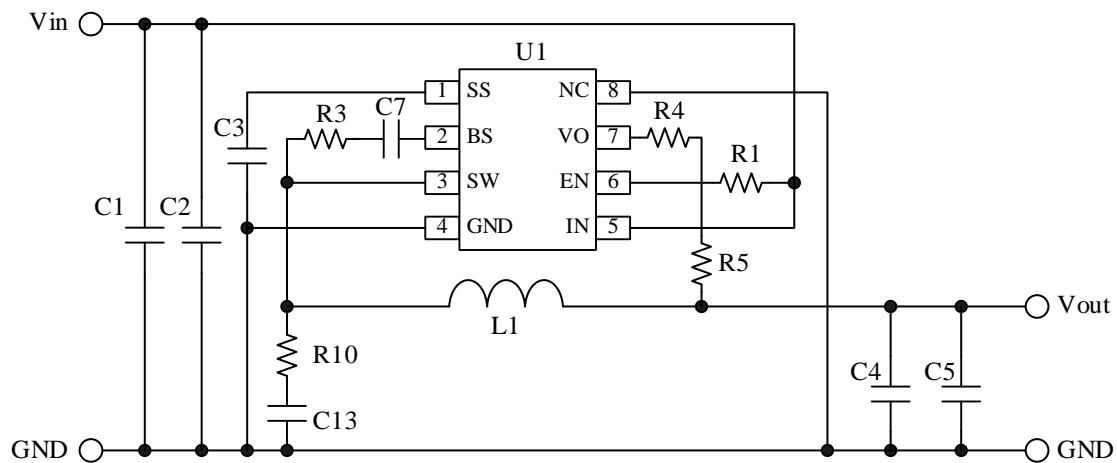 Vin
U1
1 SS NC 8
R3 C7 R4
C3
2 BS VO 7
R1
3 SW EN 6
C1 C2
4 GND IN 5
R5
L1
Vout
R10
C4 C5
C13
GND GND